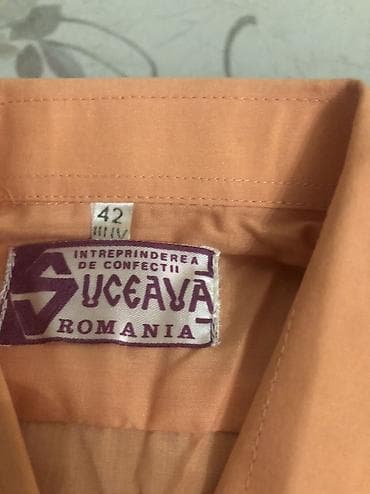 42
III IV
INTREPRINDEREA
DE CONFECTII
SUCEAVA
ROMANIA